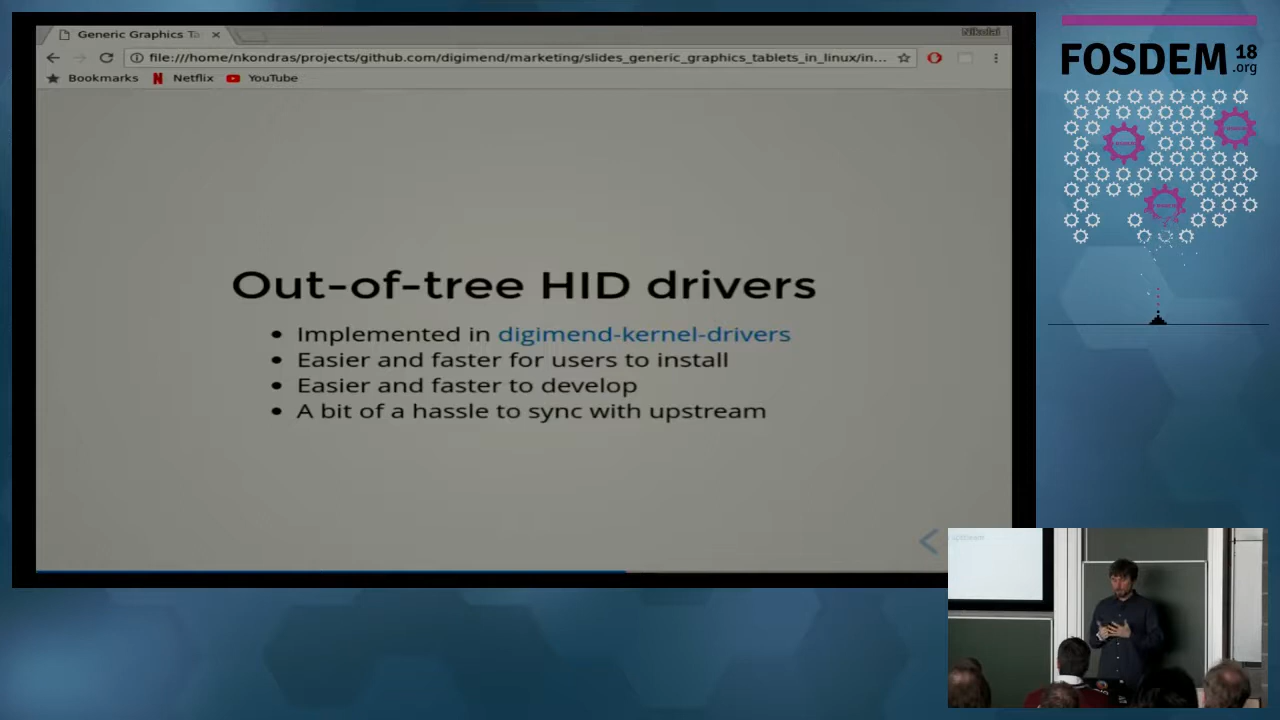 Generic Graphics Ta
Nikolai
file:///home/nkondras/projects/github.com/digimend/marketing/slides_generic_graphics_tablets_in_linux/in...
Bookmarks
Netflix
YouTube
Out-of-tree HID drivers
Implemented in digimend-kernel-drivers
Easier and faster for users to install
Easier and faster to develop
A bit of a hassle to sync with upstream
FOSDEM 18
.org